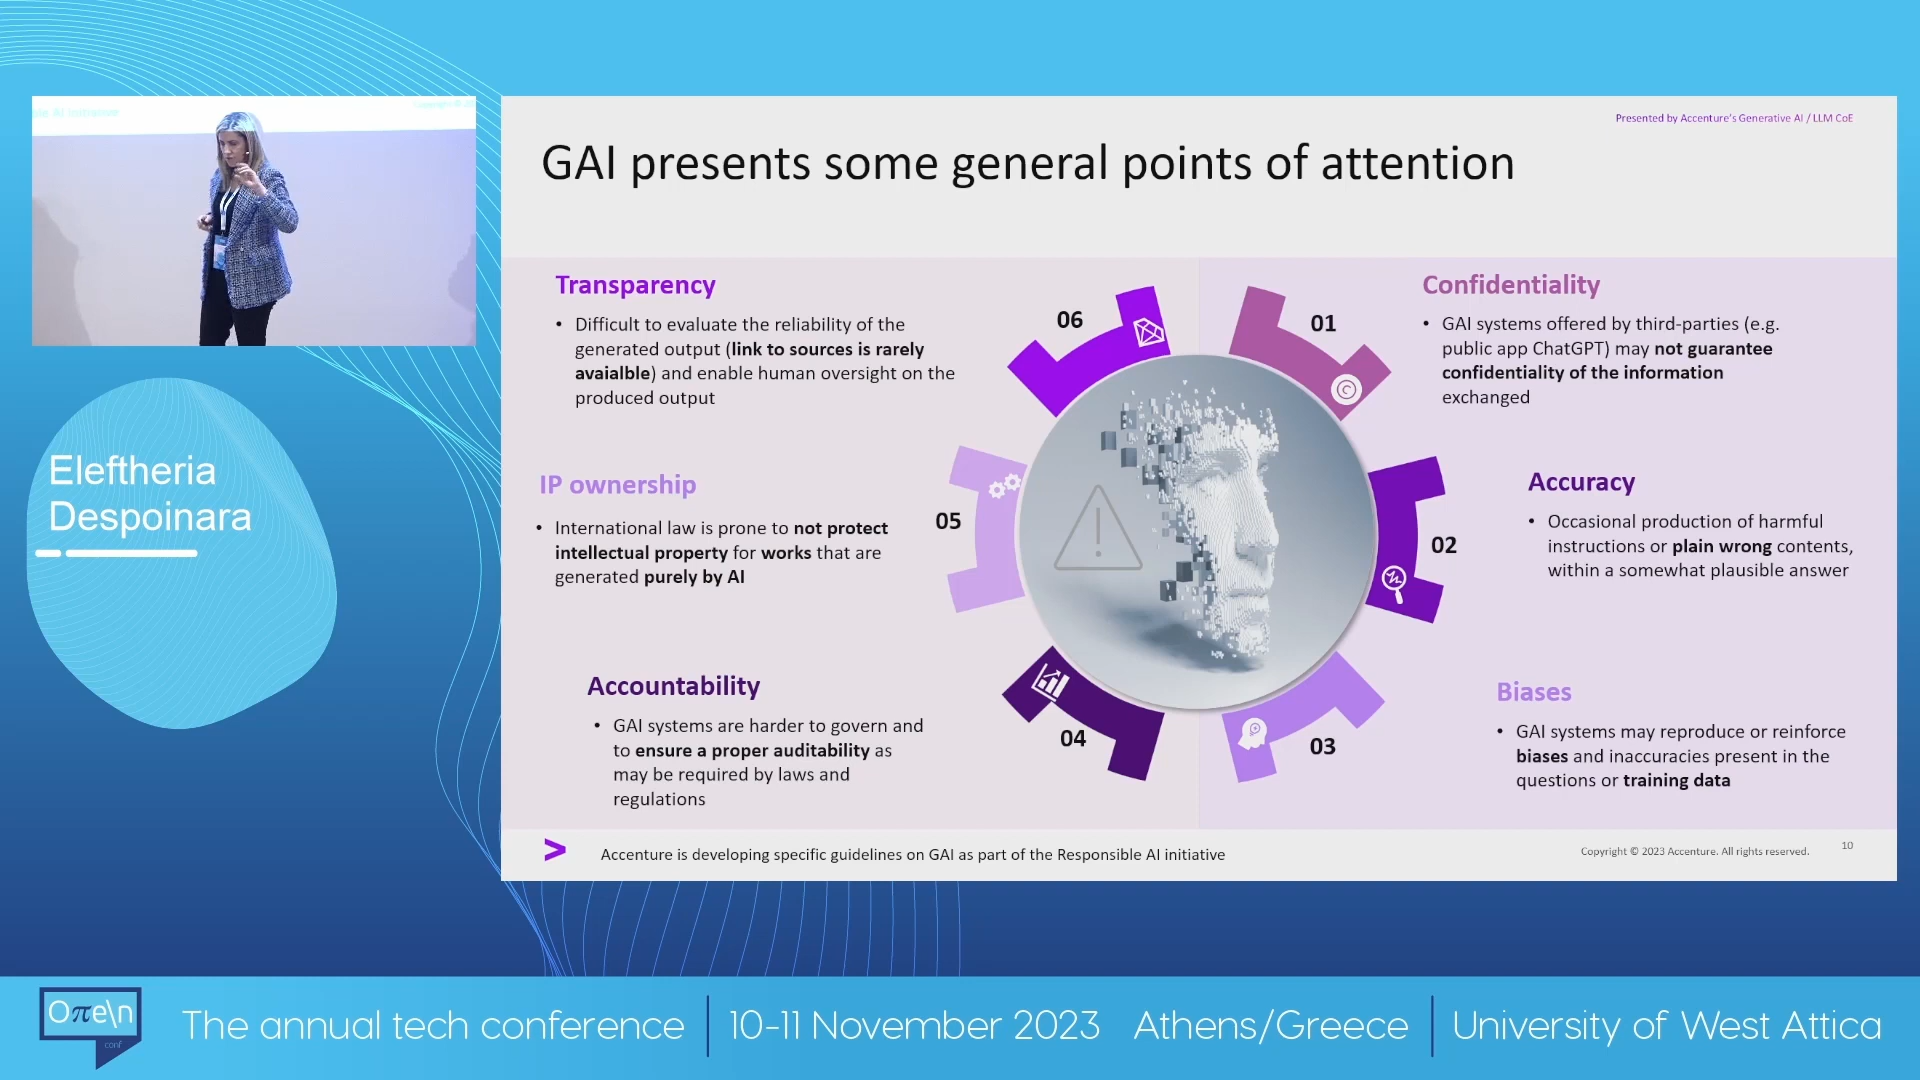 Presented by Accenture's Generative AI / LLM CoE
GAI presents some general points of attention
Transparency
• Difficult to evaluate the reliability of the
generated output (link to sources is rarely
avaialble) and enable human oversight on the
produced output
06
01
Confidentiality
• GAI systems offered by third-parties (e.g.
public app ChatGPT) may not guarantee
confidentiality of the information
exchanged
IP ownership
• International law is prone to not protect
intellectual property for works that are
generated purely by AI
05
02
Accuracy
• Occasional production of harmful
instructions or plain wrong contents,
within a somewhat plausible answer
Accountability
• GAI systems are harder to govern and
to ensure a proper auditability as
may be required by laws and
regulations
04
03
Biases
• GAI systems may reproduce or reinforce
biases and inaccuracies present in the
questions or training data
> Accenture is developing specific guidelines on GAI as part of the Responsible AI initiative
Copyright © 2023 Accenture. All rights reserved. 10
Eleftheria
Despoinara
Oπe\n
conf
The annual tech conference | 10-11 November 2023 Athens/Greece | University of West Attica